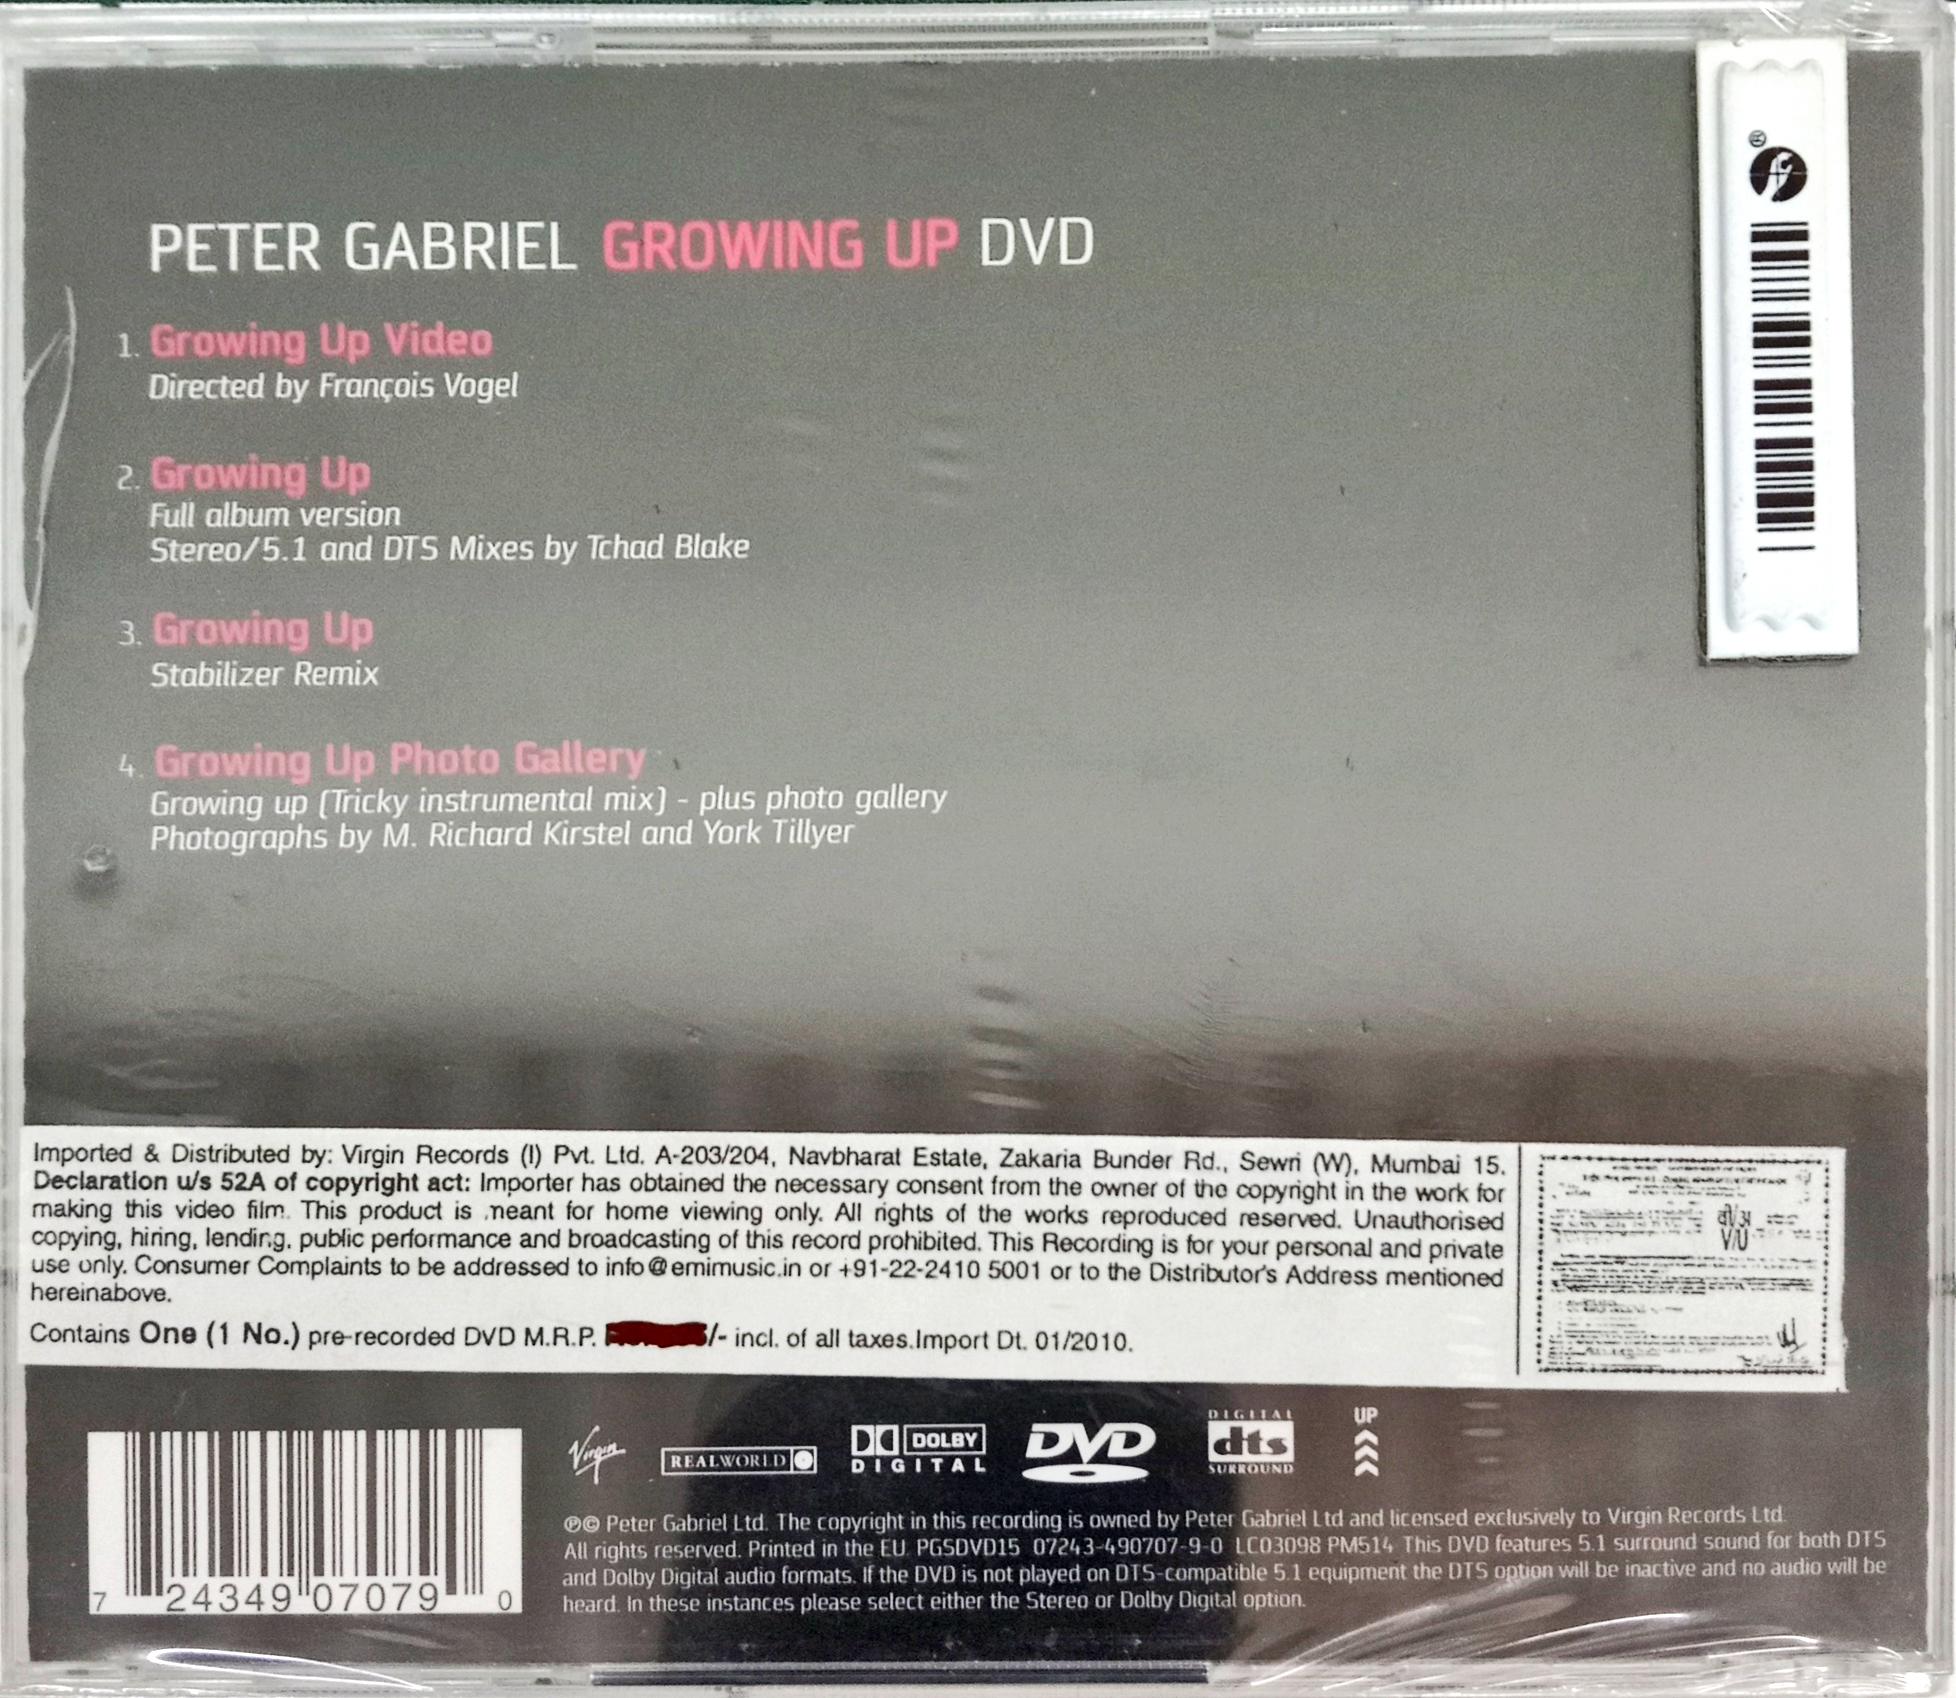 PETER GABRIEL GROWING UP DVD
1. Growing Up Video
Directed by François Vogel
2. Growing Up
Full album version
Stereo/5.1 and DTS Mixes by Tchad Blake
3. Growing Up
Stabilizer Remix
4. Growing Up Photo Gallery
Growing up (Tricky instrumental mix) - plus photo gallery
Photographs by M. Richard Kirstel and York Tillyer
Imported & Distributed by: Virgin Records (I) Pvt. Ltd. A-203/204, Navbharat Estate, Zakaria Bunder Rd., Sewri (W), Mumbai 15.
Declaration u/s 52A of copyright act: Importer has obtained the necessary consent from the owner of the copyright in the work for
making this video film. This product is meant for home viewing only. All rights of the works reproduced reserved. Unauthorised
copying, hiring, lending, public performance and broadcasting of this record prohibited. This Recording is for your personal and private
use only. Consumer Complaints to be addressed to info@emimusic.in or +91-22-2410 5001 or to the Distributor's Address mentioned
hereinabove.
Contains One (1 No.) pre-recorded DVD M.R.P. /- incl. of all taxes.Import Dt. 01/2010.
Virgin
REALWORLD
DOLBY
DIGITAL
DVD
DIGITAL
dts
SURROUND
UP
7 24349 07079 0
℗© Peter Gabriel Ltd. The copyright in this recording is owned by Peter Gabriel Ltd and licensed exclusively to Virgin Records Ltd.
All rights reserved. Printed in the EU. PGSDVD15 07243-490707-9-0 LC03098 PM514 This DVD features 5.1 surround sound for both DTS
and Dolby Digital audio formats. If the DVD is not played on DTS-compatible 5.1 equipment the DTS option will be inactive and no audio will be
heard. In these instances please select either the Stereo or Dolby Digital option.